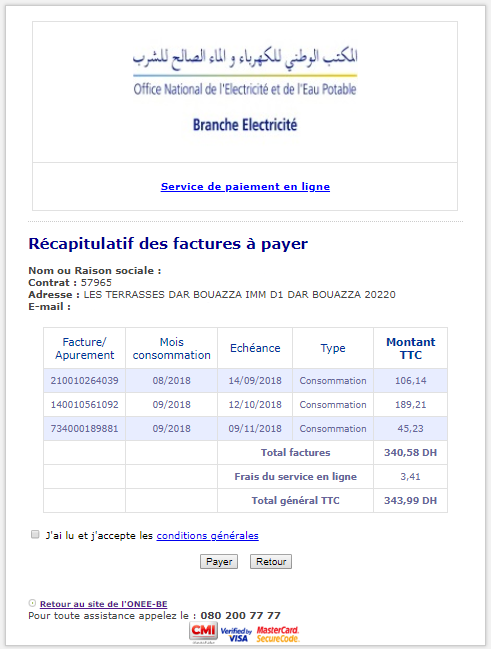 المكتب الوطني للكهرباء و الماء الصالح للشرب
Office National de l'Electricité et de l'Eau Potable
Branche Electricité
Service de paiement en ligne
Récapitulatif des factures à payer
Nom ou Raison sociale :
Contrat : 57965
Adresse : LES TERRASSES DAR BOUAZZA IMM D1 DAR BOUAZZA 20220
E-mail :
Facture/ Apurement Mois consommation Echéance Type Montant TTC
210010264039 08/2018 14/09/2018 Consommation 106,14
140010561092 09/2018 12/10/2018 Consommation 189,21
734000189881 09/2018 09/11/2018 Consommation 45,23
Total factures 340,58 DH
Frais du service en ligne 3,41
Total général TTC 343,99 DH
J'ai lu et j'accepte les conditions générales
Payer Retour
Retour au site de l'ONEE-BE
Pour toute assistance appelez le : 080 200 77 77
CMI Verified by VISA MasterCard. SecureCode.